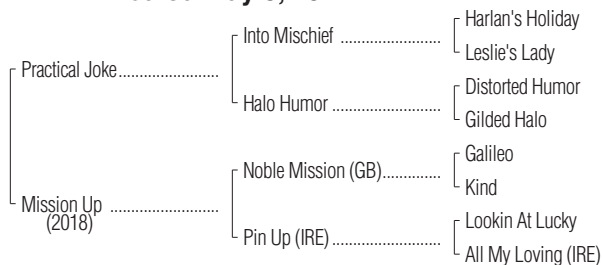 Harlan's Holiday
Into Mischief
Leslie's Lady
Practical Joke
Distorted Humor
Halo Humor
Gilded Halo
Galileo
Noble Mission (GB)
Kind
Mission Up
(2018)
Lookin At Lucky
Pin Up (IRE)
All My Loving (IRE)